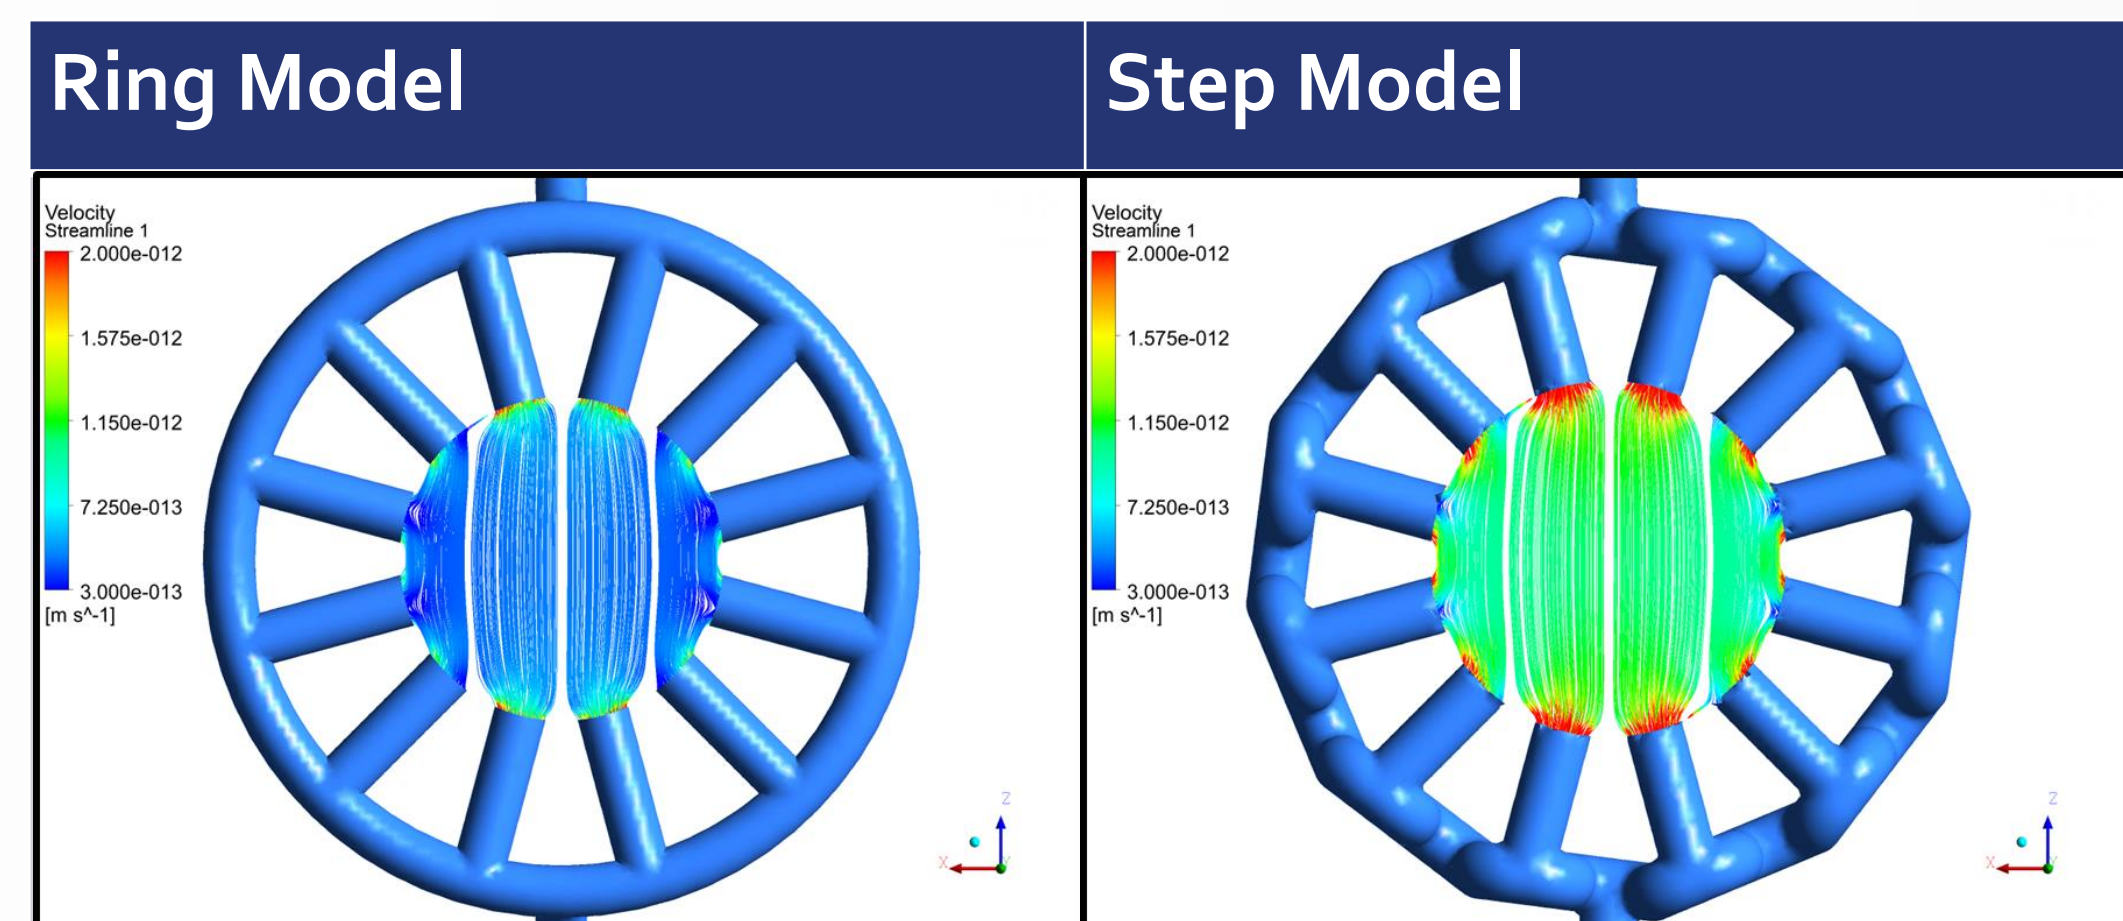 Ring Model
Step Model
Velocity
Streamline 1
2.000e-012
1.575e-012
1.150e-012
7.250e-013
3.000e-013
[m s^-1]
Z
X
Y
Velocity
Streamline 1
2.000e-012
1.575e-012
1.150e-012
7.250e-013
3.000e-013
[m s^-1]
Z
X
Y